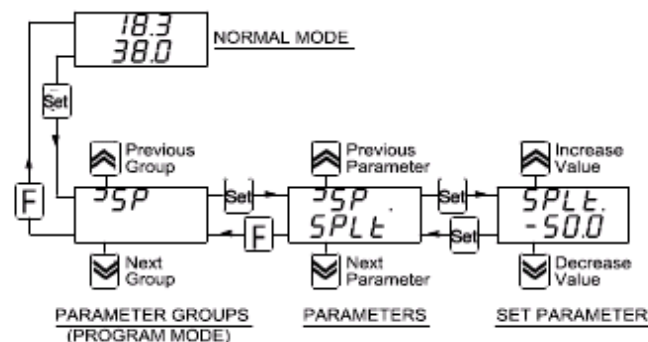 18.3
38.0
NORMAL MODE
Set
Previous
Group
Previous
Parameter
Increase
Value
F
SP
Set
SP .
SPLt
Set
SPLt.
-50.0
F
Set
Next
Group
Next
Parameter
Decrease
Value
PARAMETER GROUPS
(PROGRAM MODE)
PARAMETERS
SET PARAMETER